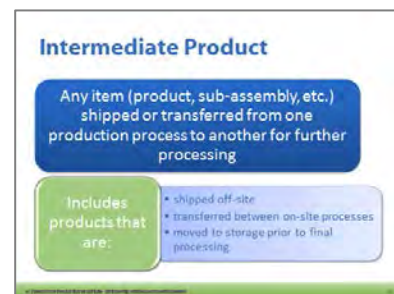 Intermediate Product
Any item (product, sub-assembly, etc.)
shipped or transferred from one
production process to another for further
processing
Includes
products that
are:
▪ shipped off-site
▪ transferred between on-site processes
▪ moved to storage prior to final
processing